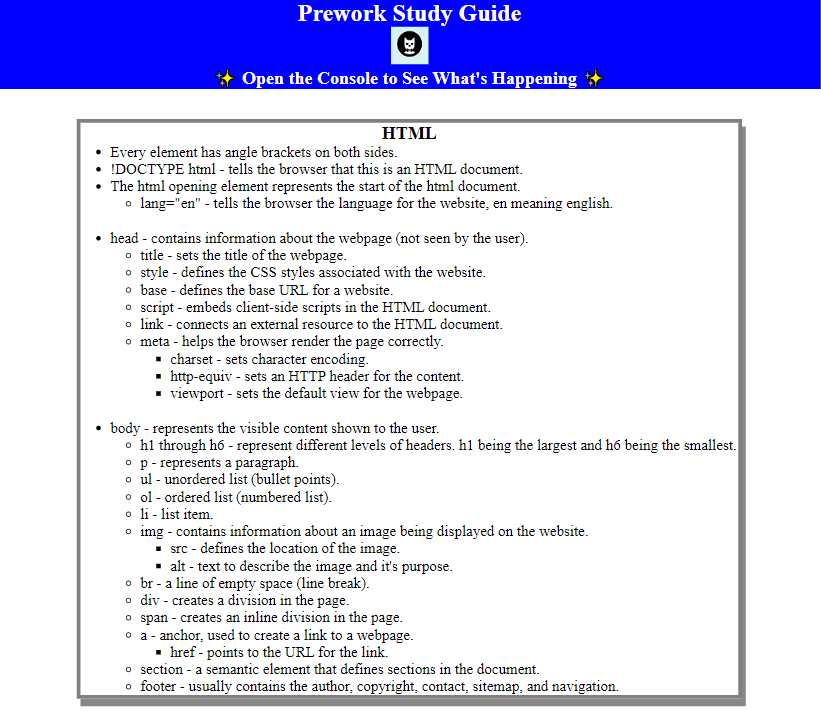 Prework Study Guide
✨ Open the Console to See What's Happening ✨
HTML
• Every element has angle brackets on both sides.
• !DOCTYPE html - tells the browser that this is an HTML document.
• The html opening element represents the start of the html document.
◦ lang="en" - tells the browser the language for the website, en meaning english.
• head - contains information about the webpage (not seen by the user).
◦ title - sets the title of the webpage.
◦ style - defines the CSS styles associated with the website.
◦ base - defines the base URL for a website.
◦ script - embeds client-side scripts in the HTML document.
◦ link - connects an external resource to the HTML document.
◦ meta - helps the browser render the page correctly.
▪ charset - sets character encoding.
▪ http-equiv - sets an HTTP header for the content.
▪ viewport - sets the default view for the webpage.
• body - represents the visible content shown to the user.
◦ h1 through h6 - represent different levels of headers. h1 being the largest and h6 being the smallest.
◦ p - represents a paragraph.
◦ ul - unordered list (bullet points).
◦ ol - ordered list (numbered list).
◦ li - list item.
◦ img - contains information about an image being displayed on the website.
▪ src - defines the location of the image.
▪ alt - text to describe the image and it's purpose.
◦ br - a line of empty space (line break).
◦ div - creates a division in the page.
◦ span - creates an inline division in the page.
◦ a - anchor, used to create a link to a webpage.
▪ href - points to the URL for the link.
◦ section - a semantic element that defines sections in the document.
◦ footer - usually contains the author, copyright, contact, sitemap, and navigation.